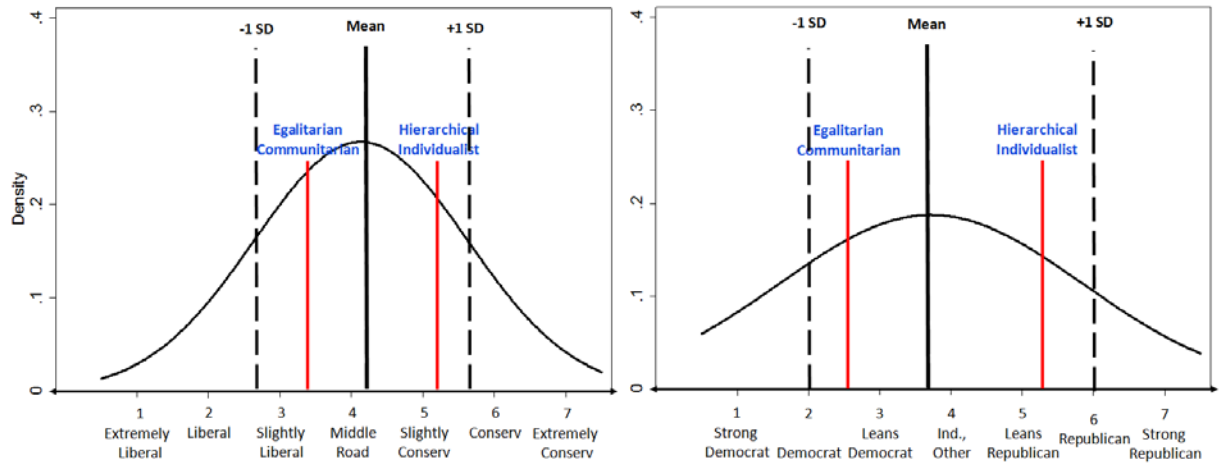 .4
.3
.2
.1
0
Density
-1 SD
Mean
+1 SD
Egalitarian
Communitarian
Hierarchical
Individualist
1 2 3 4 5 6 7
Extremely Liberal Slightly Middle Slightly Conserv Extremely
Liberal Liberal Road Conserv Conserv
.4
.3
.2
.1
0
-1 SD
Mean
+1 SD
Egalitarian
Communitarian
Hierarchical
Individualist
1 2 3 4 5 6 7
Strong Democrat Leans Ind., Leans Republican Strong
Democrat Democrat Other Republican Republican